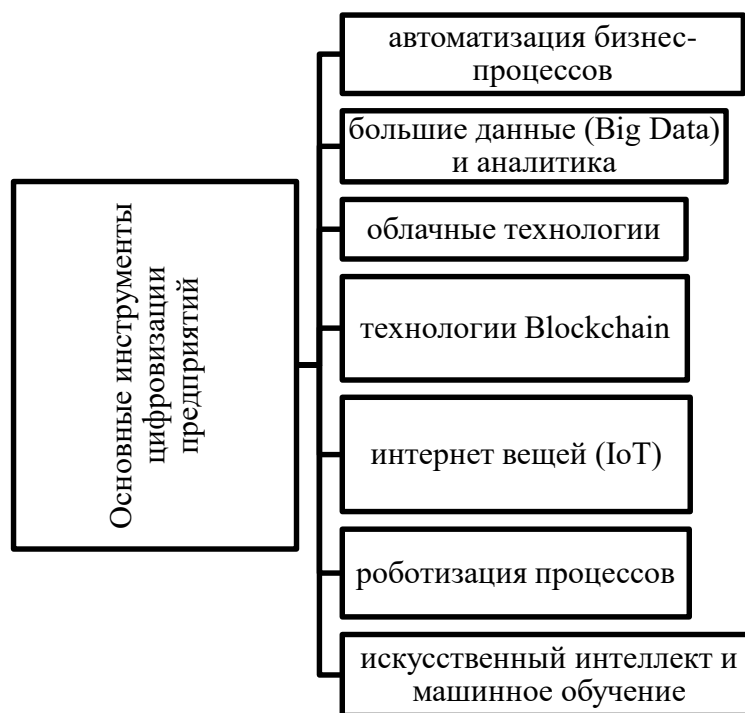 Основные инструменты
цифровизации
предприятий
автоматизация бизнес-
процессов
большие данные (Big Data)
и аналитика
облачные технологии
технологии Blockchain
интернет вещей (IoT)
роботизация процессов
искусственный интеллект и
машинное обучение